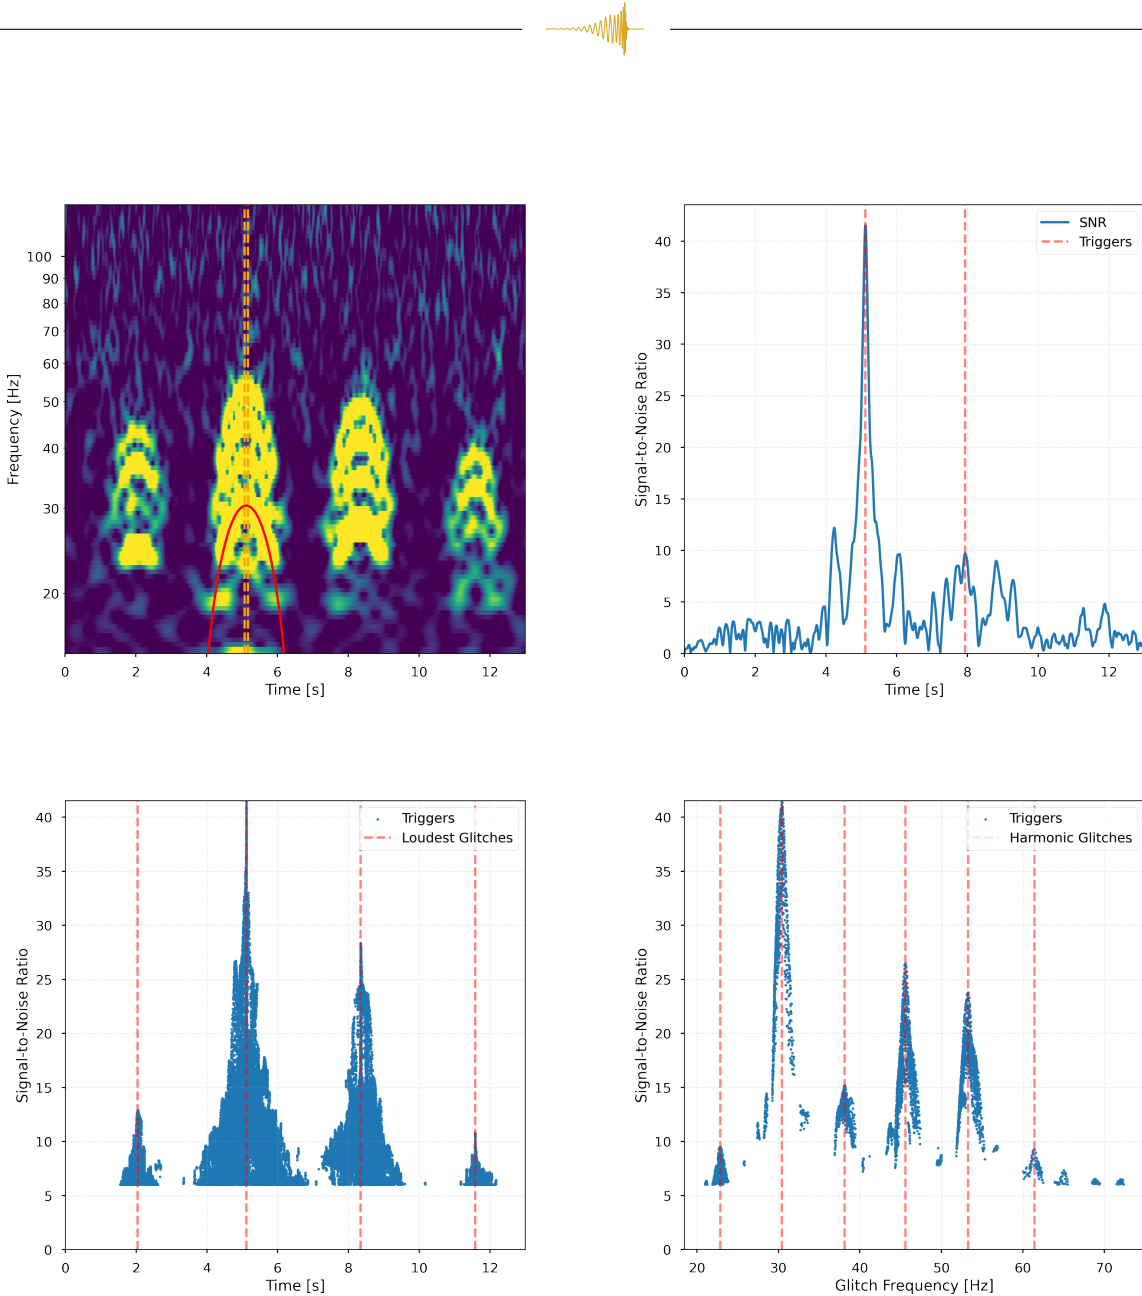 100
90
80
70
60
50
40
30
20
Frequency [Hz]
0 2 4 6 8 10 12
Time [s]
SNR
Triggers
40
35
30
25
20
15
10
5
0
Signal-to-Noise Ratio
0 2 4 6 8 10 12
Time [s]
Triggers
Loudest Glitches
40
35
30
25
20
15
10
5
0
Signal-to-Noise Ratio
0 2 4 6 8 10 12
Time [s]
Triggers
Harmonic Glitches
40
35
30
25
20
15
10
5
0
Signal-to-Noise Ratio
20 30 40 50 60 70
Glitch Frequency [Hz]